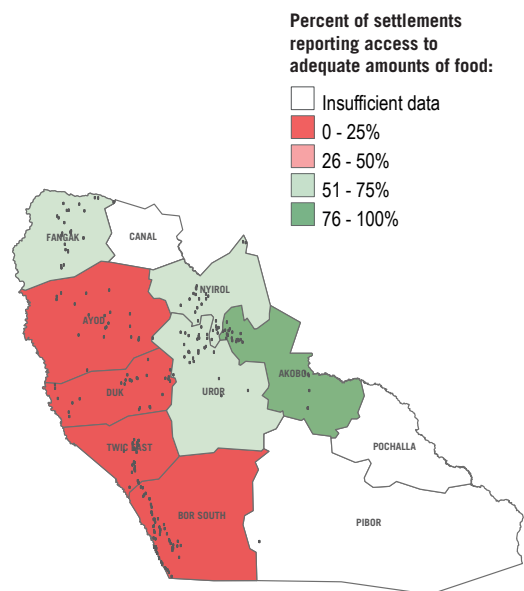 Percent of settlements
reporting access to
adequate amounts of food:
Insufficient data
0 - 25%
26 - 50%
51 - 75%
76 - 100%
FANGAK
CANAL
NYIROL
AYOD
AKOBO
DUK
UROR
TWIC EAST
POCHALLA
BOR SOUTH
PIBOR